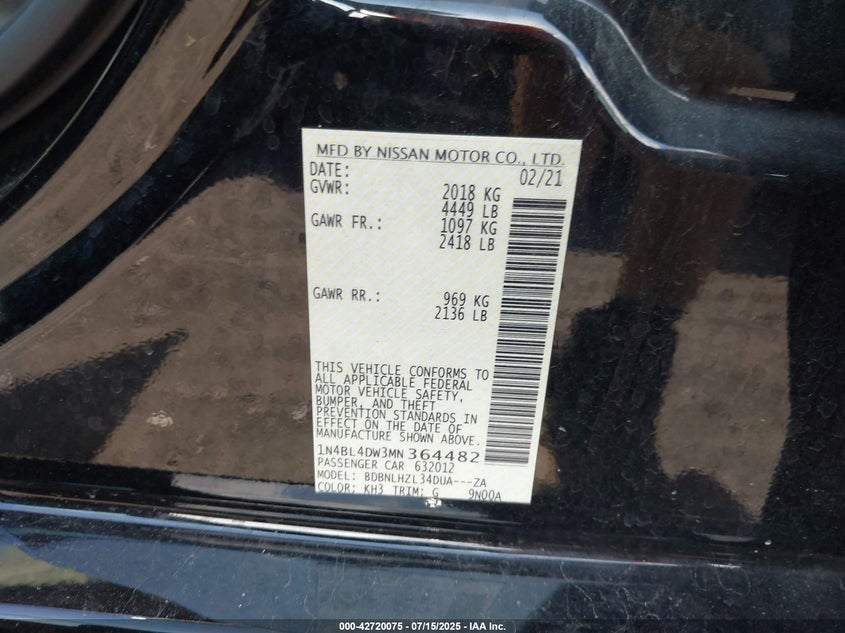 MFD BY NISSAN MOTOR CO., LTD.
DATE: 02/21
GVWR: 2018 KG
4449 LB
GAWR FR.: 1097 KG
2418 LB
GAWR RR.: 969 KG
2136 LB
THIS VEHICLE CONFORMS TO
ALL APPLICABLE FEDERAL
MOTOR VEHICLE SAFETY,
BUMPER, AND THEFT
PREVENTION STANDARDS IN
EFFECT ON THE DATE OF
MANUFACTURE SHOWN ABOVE.
1N4BL4DW3MN364482
PASSENGER CAR 632012
MODEL: BDBNLHZL34DUA---ZA
COLOR: KH3 TRIM: G 9N00A
000-42720075 - 07/15/2025 - IAA Inc.